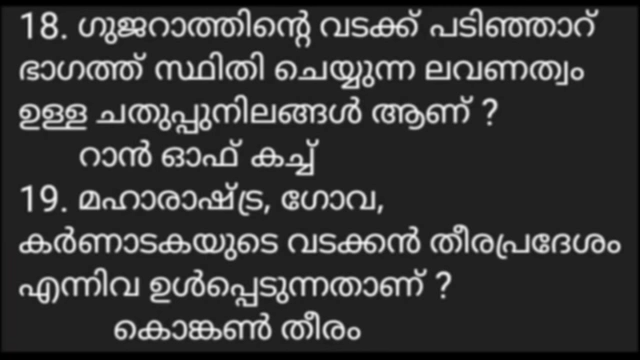 18. ഗുജറാത്തിന്റെ വടക്ക് പടിഞ്ഞാറ്
ഭാഗത്ത് സ്ഥിതി ചെയ്യുന്ന ലവണത്വം
ഉള്ള ചതുപ്പുനിലങ്ങൾ ആണ് ?
റാൻ ഓഫ് കച്ച്
19. മഹാരാഷ്ട്ര, ഗോവ,
കർണാടകയുടെ വടക്കൻ തീരപ്രദേശം
എന്നിവ ഉൾപ്പെടുന്നതാണ് ?
കൊങ്കൺ തീരം